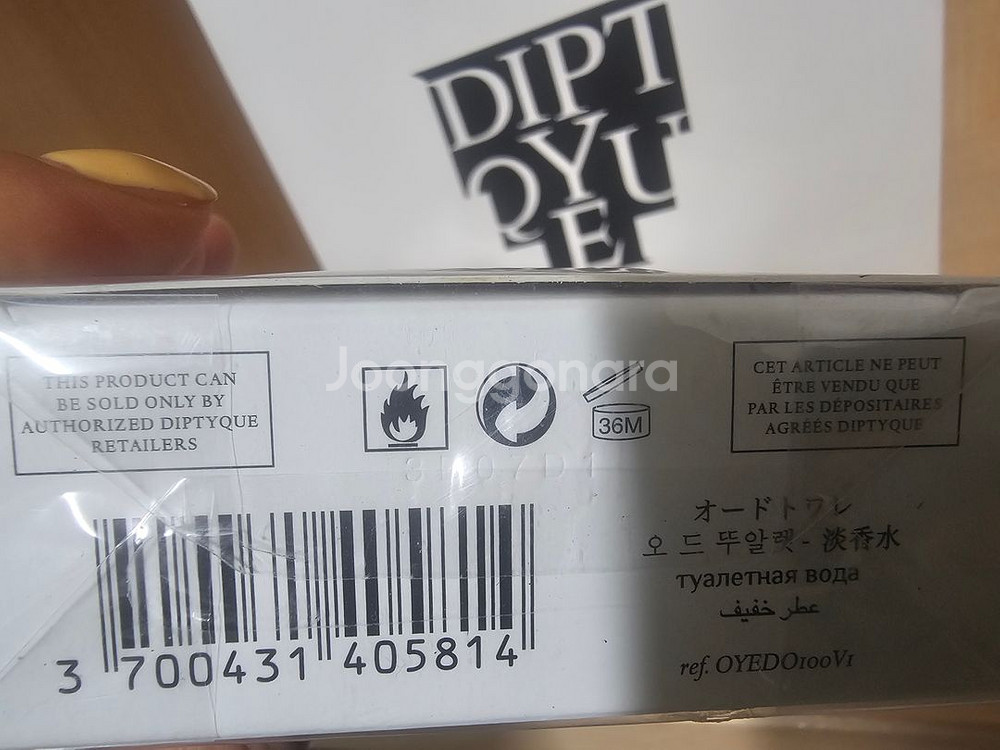 DIPT
QYU
E
Joonggonara
THIS PRODUCT CAN
BE SOLD ONLY BY
AUTHORIZED DIPTYQUE
RETAILERS
36M
CET ARTICLE NE PEUT
ÊTRE VENDU QUE
PAR LES DÉPOSITAIRES
AGRÉÉS DIPTYQUE
3 700431 405814
オードトワレ
오 드 뚜알렛 - 淡香水
туалетная вода
عطر خفيف
ref. OYEDO100V1